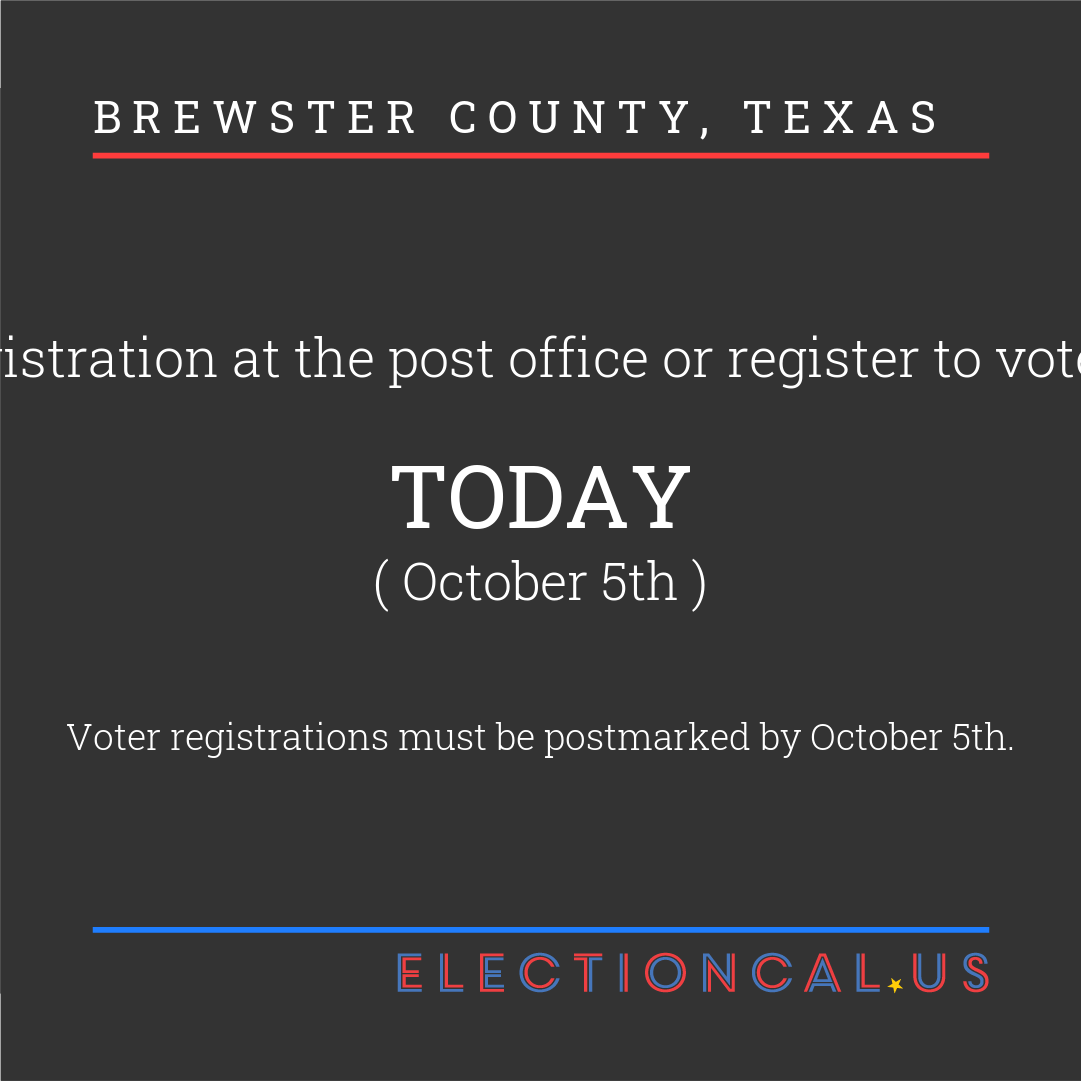 BREWSTER COUNTY, TEXAS
istration at the post office or register to vot
TODAY
( October 5th )
Voter registrations must be postmarked by October 5th.
ELECTIONCAL.US